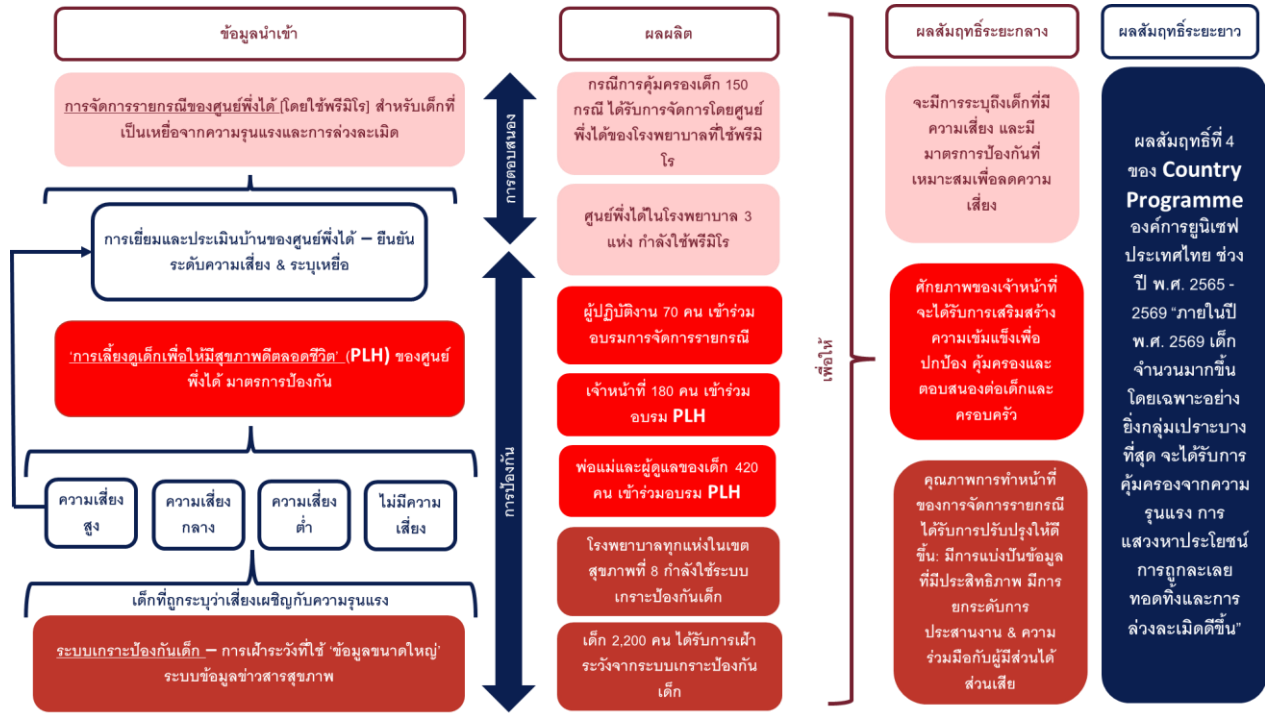 ข้อมูลนำเข้า
การจัดการรายกรณีของศูนย์พึ่งได้ [โดยใช้พรีมิโร] สำหรับเด็กที่
เป็นเหยื่อจากความรุนแรงและการล่วงละเมิด
การเยี่ยมและประเมินบ้านของศูนย์พึ่งได้ – ยืนยัน
ระดับความเสี่ยง & ระบุเหยื่อ
'การเลี้ยงดูเด็กเพื่อให้มีสุขภาพดีตลอดชีวิต' (PLH) ของศูนย์
พึ่งได้ มาตรการป้องกัน
ความเสี่ยง
สูง
ความเสี่ยง
กลาง
ความเสี่ยง
ต่ำ
ไม่มีความ
เสี่ยง
เด็กที่ถูกระบุว่าเสี่ยงเผชิญกับความรุนแรง
ระบบเกราะป้องกันเด็ก – การเฝ้าระวังที่ใช้ 'ข้อมูลขนาดใหญ่'
ระบบข้อมูลข่าวสารสุขภาพ
การตอบสนอง
การป้องกัน
ผลผลิต
กรณีการคุ้มครองเด็ก 150
กรณี ได้รับการจัดการโดยศูนย์
พึ่งได้ของโรงพยาบาลที่ใช้พรีมิ
โร
ศูนย์พึ่งได้ในโรงพยาบาล 3
แห่ง กำลังใช้พรีมิโร
ผู้ปฏิบัติงาน 70 คน เข้าร่วม
อบรมการจัดการรายกรณี
เจ้าหน้าที่ 180 คน เข้าร่วม
อบรม PLH
พ่อแม่และผู้ดูแลของเด็ก 420
คน เข้าร่วมอบรม PLH
โรงพยาบาลทุกแห่งในเขต
สุขภาพที่ 8 กำลังใช้ระบบ
เกราะป้องกันเด็ก
เด็ก 2,200 คน ได้รับการเฝ้า
ระวังจากระบบเกราะป้องกัน
เด็ก
เพื่อให้
ผลสัมฤทธิ์ระยะกลาง
จะมีการระบุถึงเด็กที่มี
ความเสี่ยง และมี
มาตรการป้องกันที่
เหมาะสมเพื่อลดความ
เสี่ยง
ศักยภาพของเจ้าหน้าที่
จะได้รับการเสริมสร้าง
ความเข้มแข็งเพื่อ
ปกป้อง คุ้มครองและ
ตอบสนองต่อเด็กและ
ครอบครัว
คุณภาพการทำหน้าที่
ของการจัดการรายกรณี
ได้รับการปรับปรุงให้ดี
ขึ้น: มีการแบ่งปันข้อมูล
ที่มีประสิทธิภาพ มีการ
ยกระดับการ
ประสานงาน & ความ
ร่วมมือกับผู้มีส่วนได้
ส่วนเสีย
ผลสัมฤทธิ์ระยะยาว
ผลสัมฤทธิ์ที่ 4
ของ Country
Programme
องค์การยูนิเซฟ
ประเทศไทย ช่วง
ปี พ.ศ. 2565 -
2569 "ภายในปี
พ.ศ. 2569 เด็ก
จำนวนมากขึ้น
โดยเฉพาะอย่าง
ยิ่งกลุ่มเปราะบาง
ที่สุด จะได้รับการ
คุ้มครองจากความ
รุนแรง การ
แสวงหาประโยชน์
การถูกละเลย
ทอดทิ้งและการ
ล่วงละเมิดดีขึ้น"